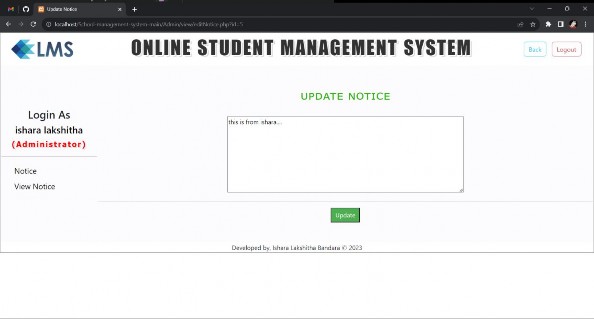 Update Notice
localhost/School-management-system-main/Admin/view/editNotice.php?id=5
LMS
ONLINE STUDENT MANAGEMENT SYSTEM
Back
Logout
UPDATE NOTICE
Login As
ishara lakshitha
(Administrator)
this is from ishara....
Notice
View Notice
Update
Developed by. Ishara Lakshitha Bandara © 2023